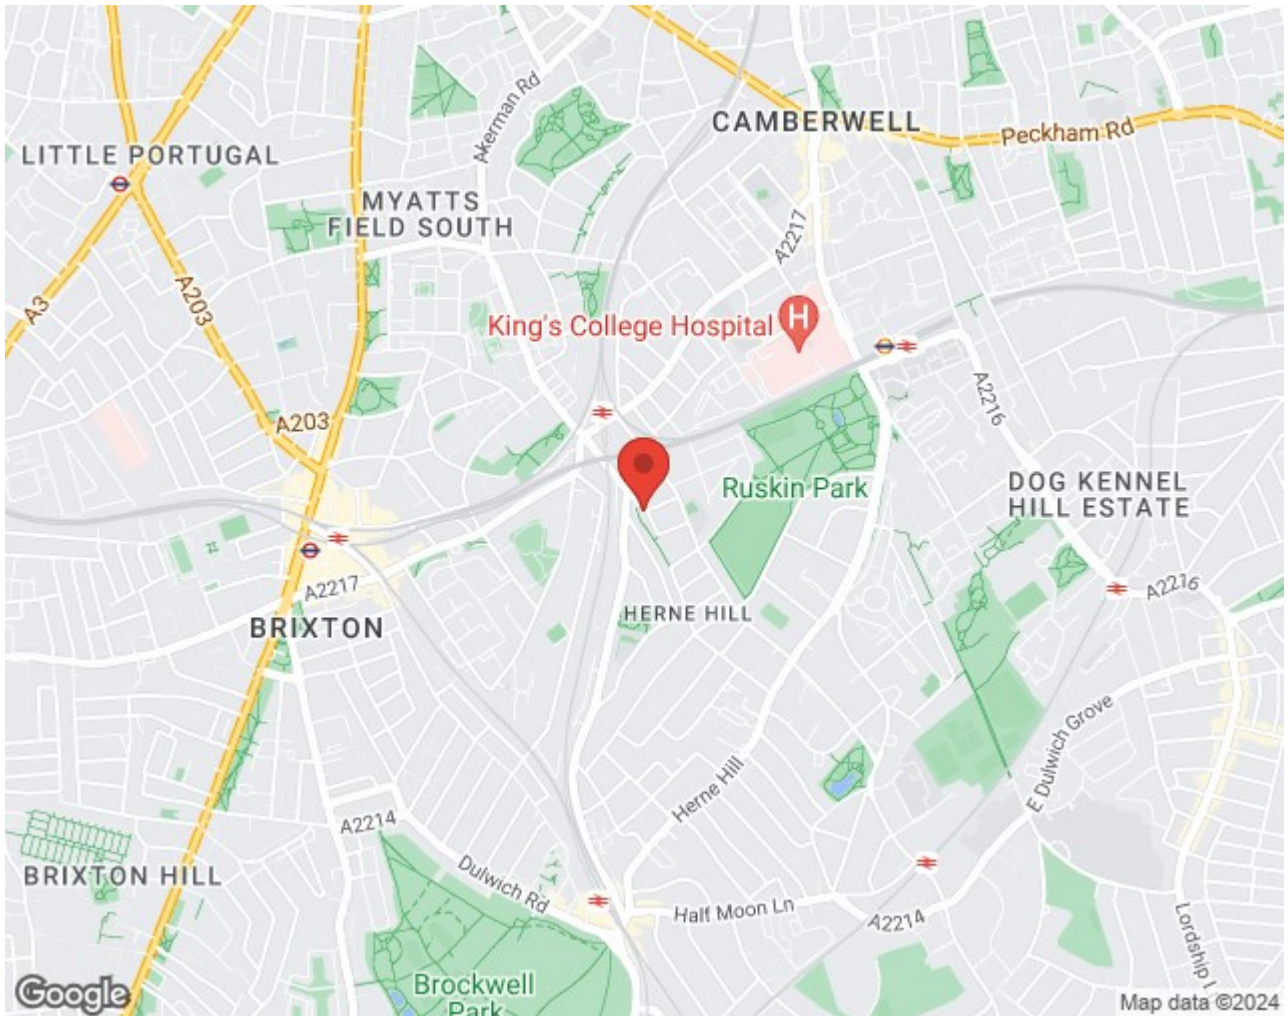 Akerman Rd
CAMBERWELL
Peckham Rd
LITTLE PORTUGAL
MYATTS
FIELD SOUTH
A2217
A3
A203
King's College Hospital
H
A2216
A203
Ruskin Park
DOG KENNEL
HILL ESTATE
A2217
A2216
HERNE HILL
BRIXTON
E Dulwich Grove
Herne Hill
A2214
BRIXTON HILL
Dulwich Rd
Half Moon Ln
A2214
Lordship L
Brockwell
Park
Google
Map data ©2024